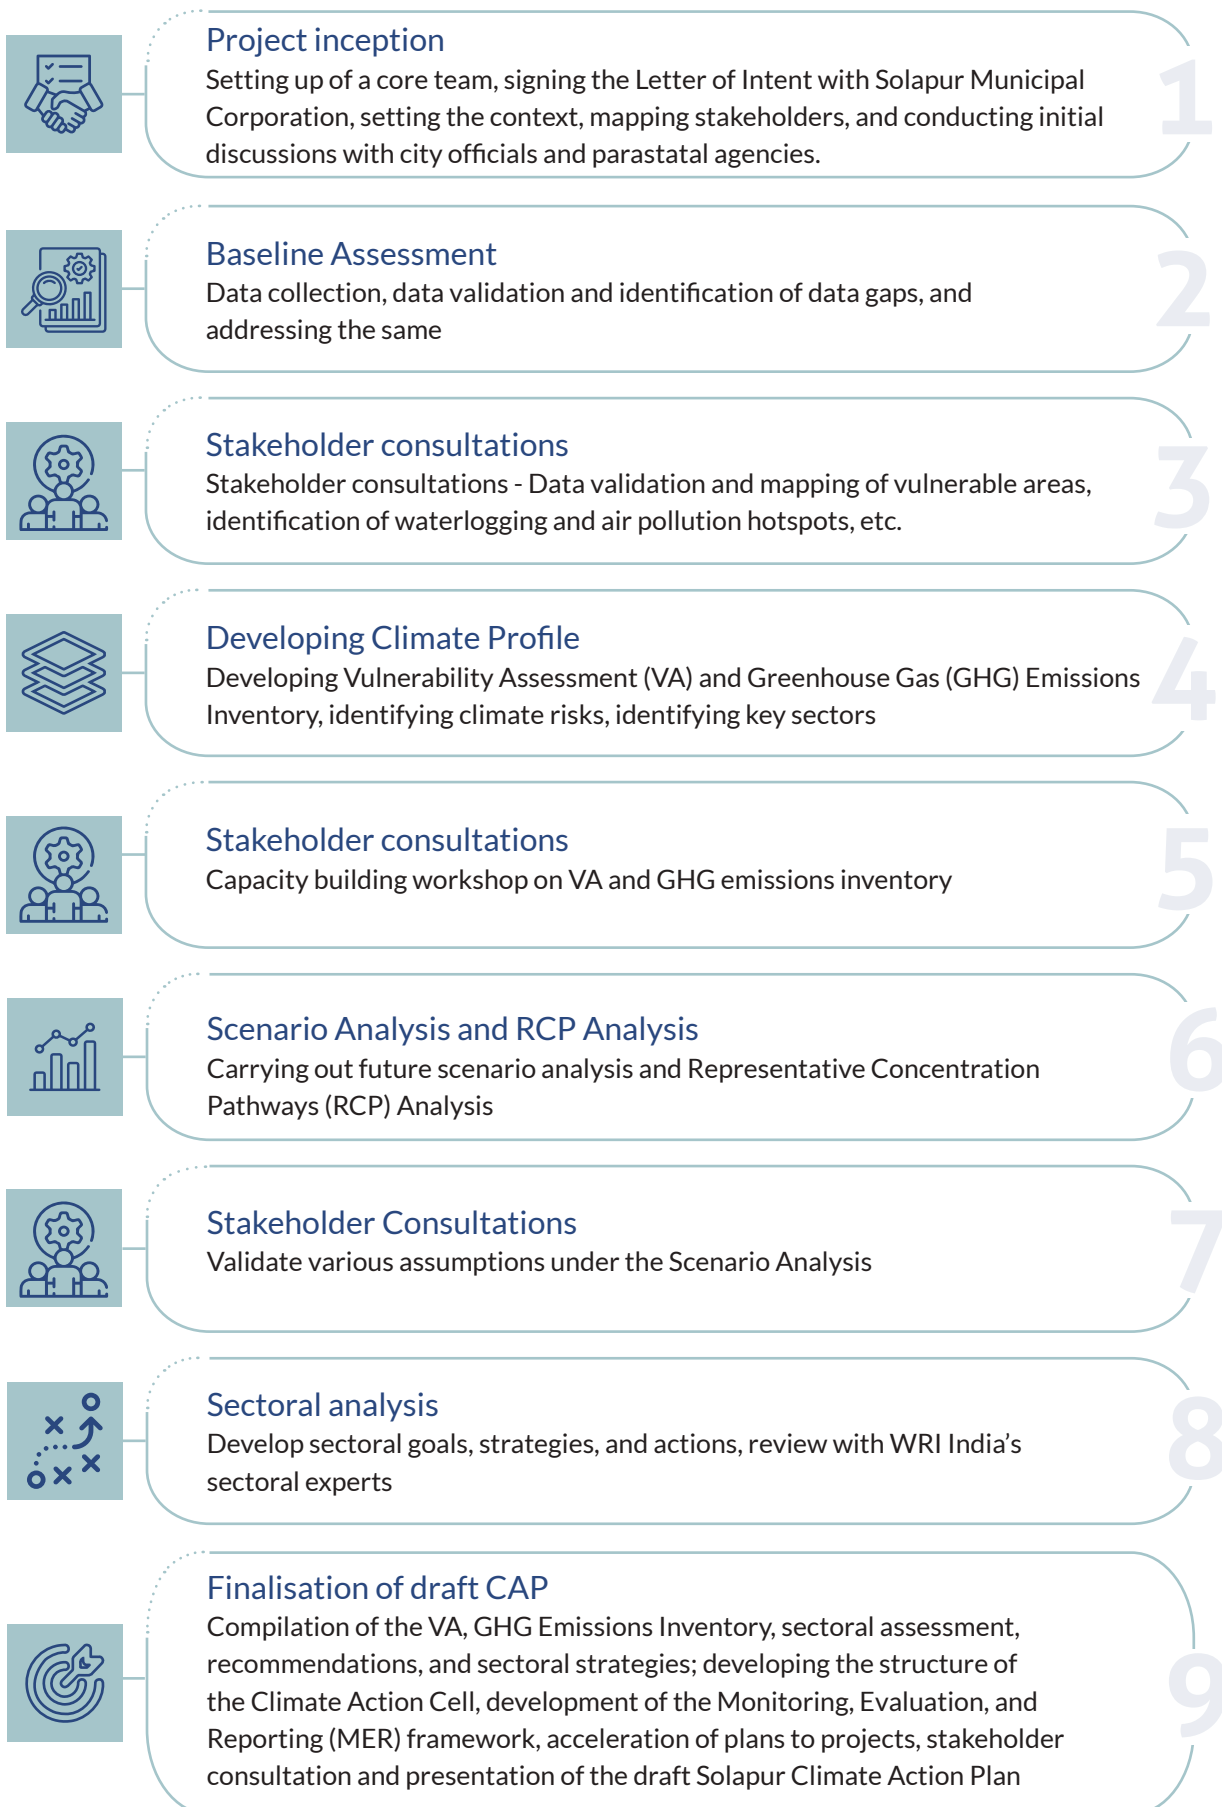 Project inception
Setting up of a core team, signing the Letter of Intent with Solapur Municipal
Corporation, setting the context, mapping stakeholders, and conducting initial
discussions with city officials and parastatal agencies.
1
Baseline Assessment
Data collection, data validation and identification of data gaps, and
addressing the same
2
Stakeholder consultations
Stakeholder consultations - Data validation and mapping of vulnerable areas,
identification of waterlogging and air pollution hotspots, etc.
3
Developing Climate Profile
Developing Vulnerability Assessment (VA) and Greenhouse Gas (GHG) Emissions
Inventory, identifying climate risks, identifying key sectors
4
Stakeholder consultations
Capacity building workshop on VA and GHG emissions inventory
5
Scenario Analysis and RCP Analysis
Carrying out future scenario analysis and Representative Concentration
Pathways (RCP) Analysis
6
Stakeholder Consultations
Validate various assumptions under the Scenario Analysis
7
Sectoral analysis
Develop sectoral goals, strategies, and actions, review with WRI India’s
sectoral experts
8
Finalisation of draft CAP
Compilation of the VA, GHG Emissions Inventory, sectoral assessment,
recommendations, and sectoral strategies; developing the structure of
the Climate Action Cell, development of the Monitoring, Evaluation, and
Reporting (MER) framework, acceleration of plans to projects, stakeholder
consultation and presentation of the draft Solapur Climate Action Plan
9